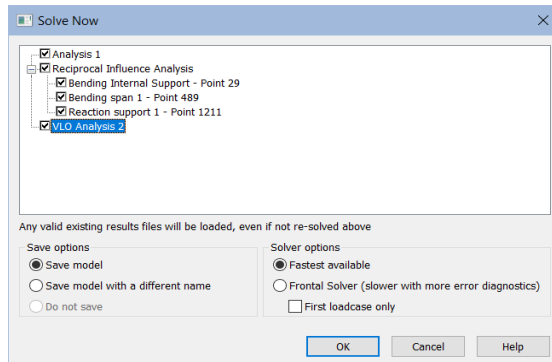 Solve Now
Analysis 1
Reciprocal Influence Analysis
Bending Internal Support - Point 29
Bending span 1 - Point 489
Reaction support 1 - Point 1211
VLO Analysis 2
Any valid existing results files will be loaded, even if not re-solved above
Save options
Save model
Save model with a different name
Do not save
Solver options
Fastest available
Frontal Solver (slower with more error diagnostics)
First loadcase only
OK Cancel Help